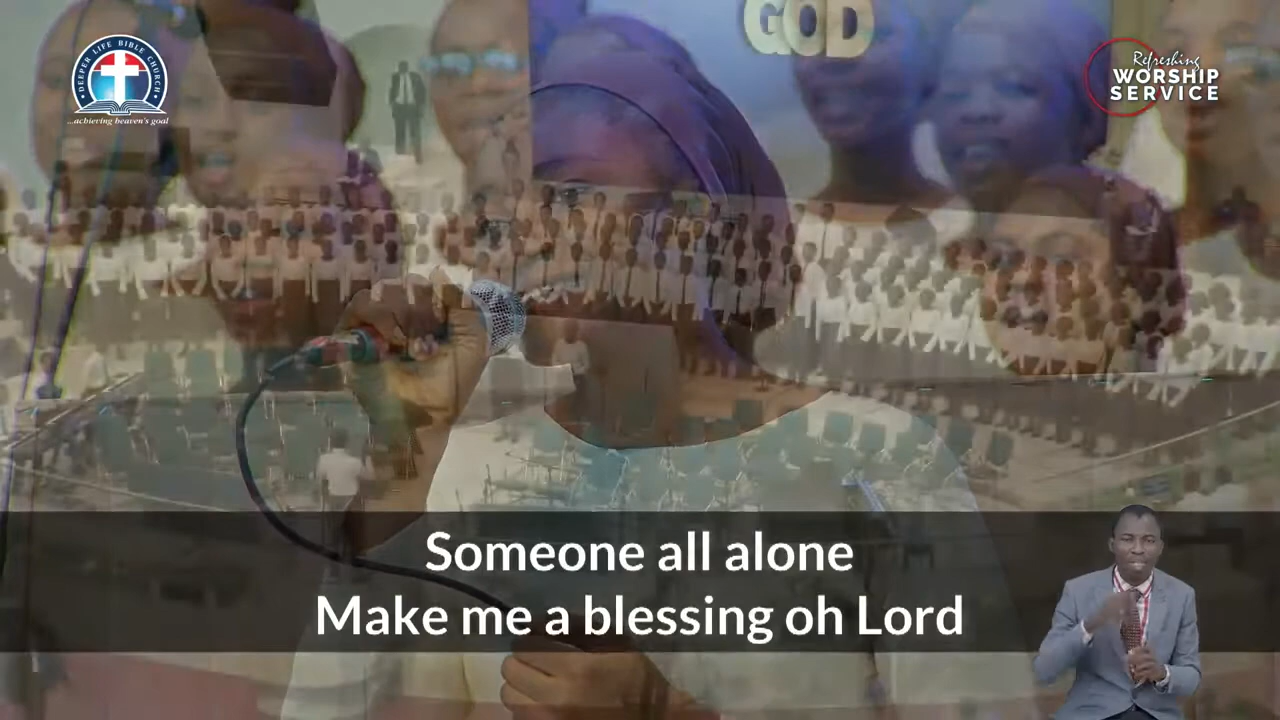 GOD
DEEPER LIFE BIBLE CHURCH
...achieving heaven's goal
Refreshing
WORSHIP
SERVICE
Someone all alone
Make me a blessing oh Lord